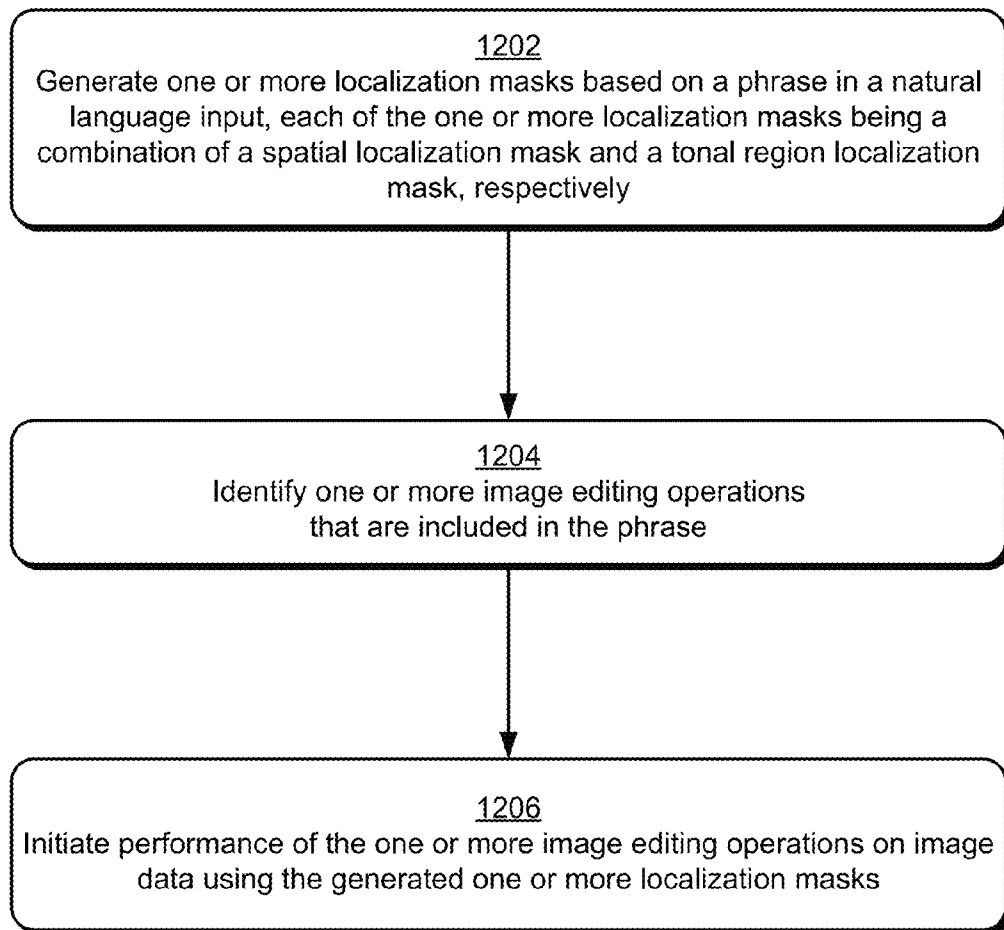 1202
Generate one or more localization masks based on a phrase in a natural
language input, each of the one or more localization masks being a
combination of a spatial localization mask and a tonal region localization
mask, respectively
1204
Identify one or more image editing operations
that are included in the phrase
1206
Initiate performance of the one or more image editing operations on image
data using the generated one or more localization masks